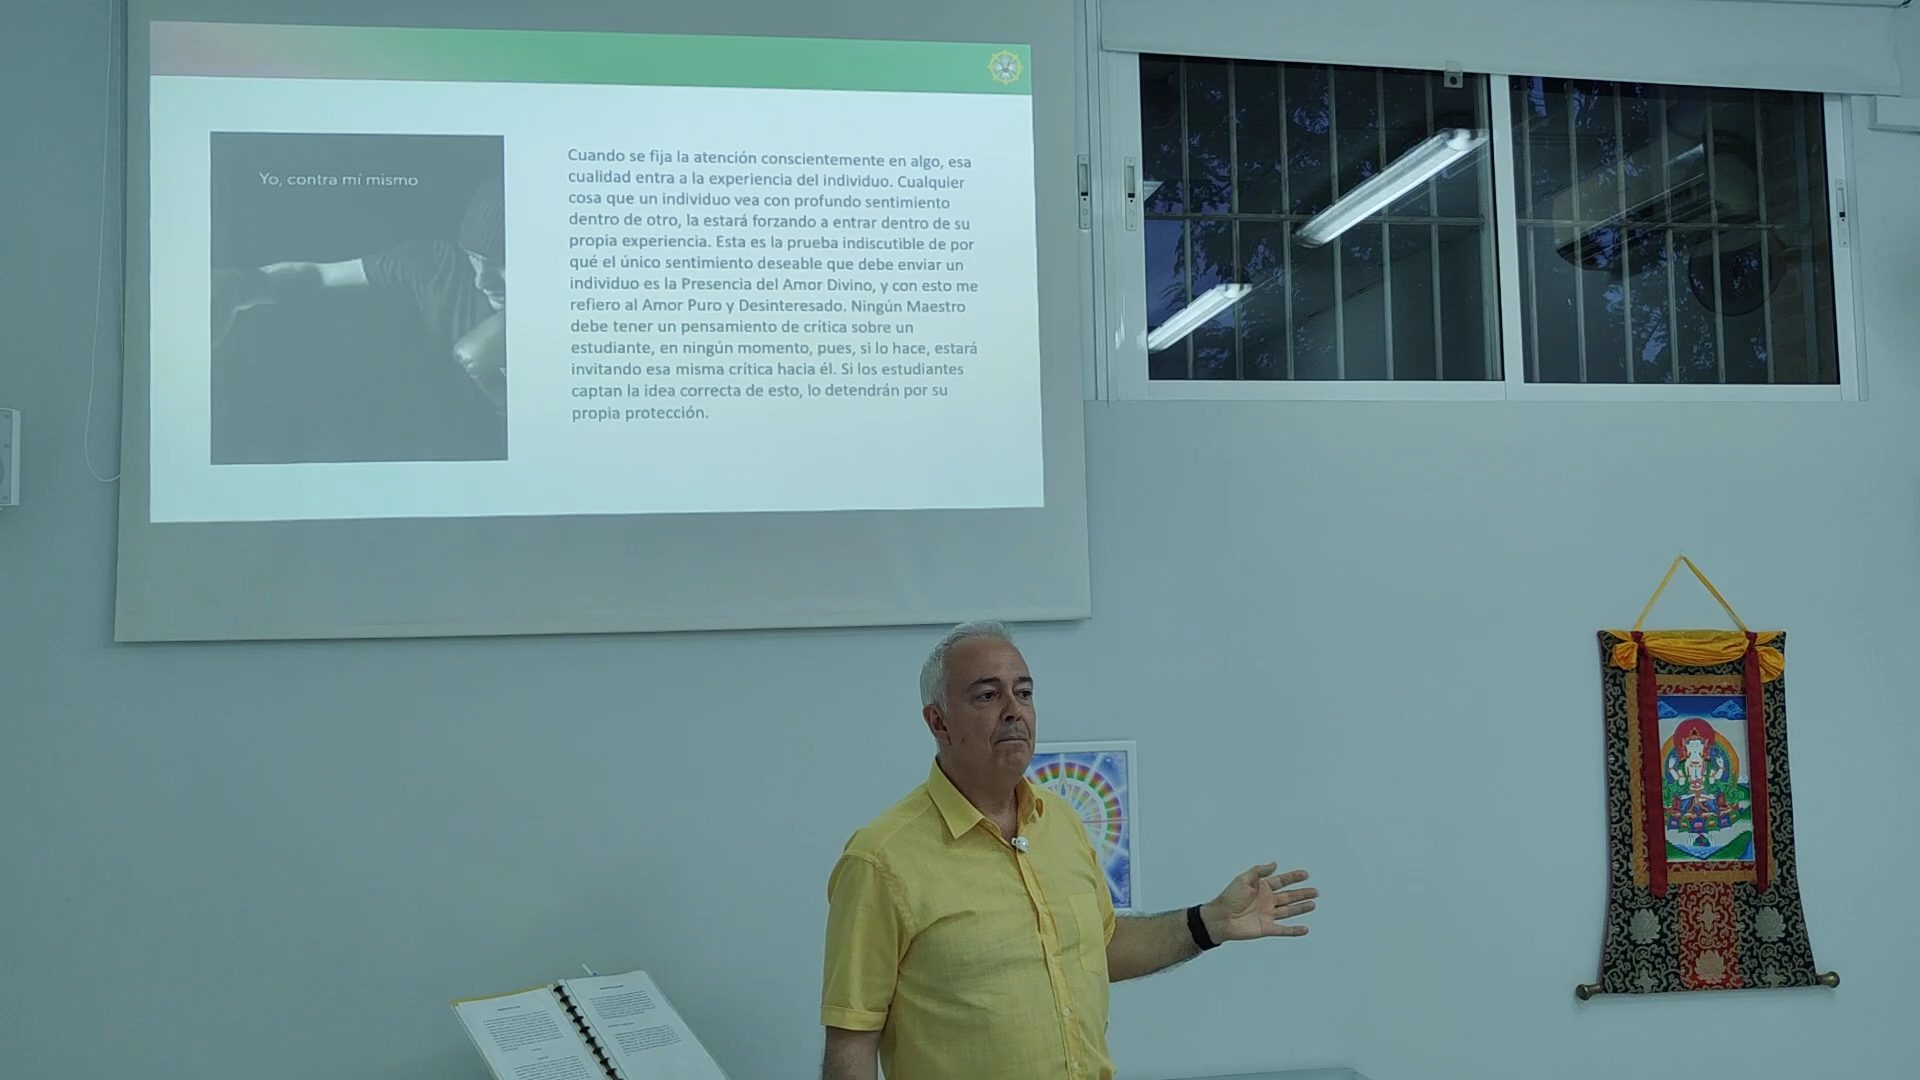 Yo, contra mí mismo
Cuando se fija la atención conscientemente en algo, esa
cualidad entra a la experiencia del individuo. Cualquier
cosa que un individuo vea con profundo sentimiento
dentro de otro, la estará forzando a entrar dentro de su
propia experiencia. Esta es la prueba indiscutible de por
qué el único sentimiento deseable que debe enviar un
individuo es la Presencia del Amor Divino, y con esto me
refiero al Amor Puro y Desinteresado. Ningún Maestro
debe tener un pensamiento de crítica sobre un
estudiante, en ningún momento, pues, si lo hace, estará
invitando esa misma crítica hacia él. Si los estudiantes
captan la idea correcta de esto, lo detendrán por su
propia protección.